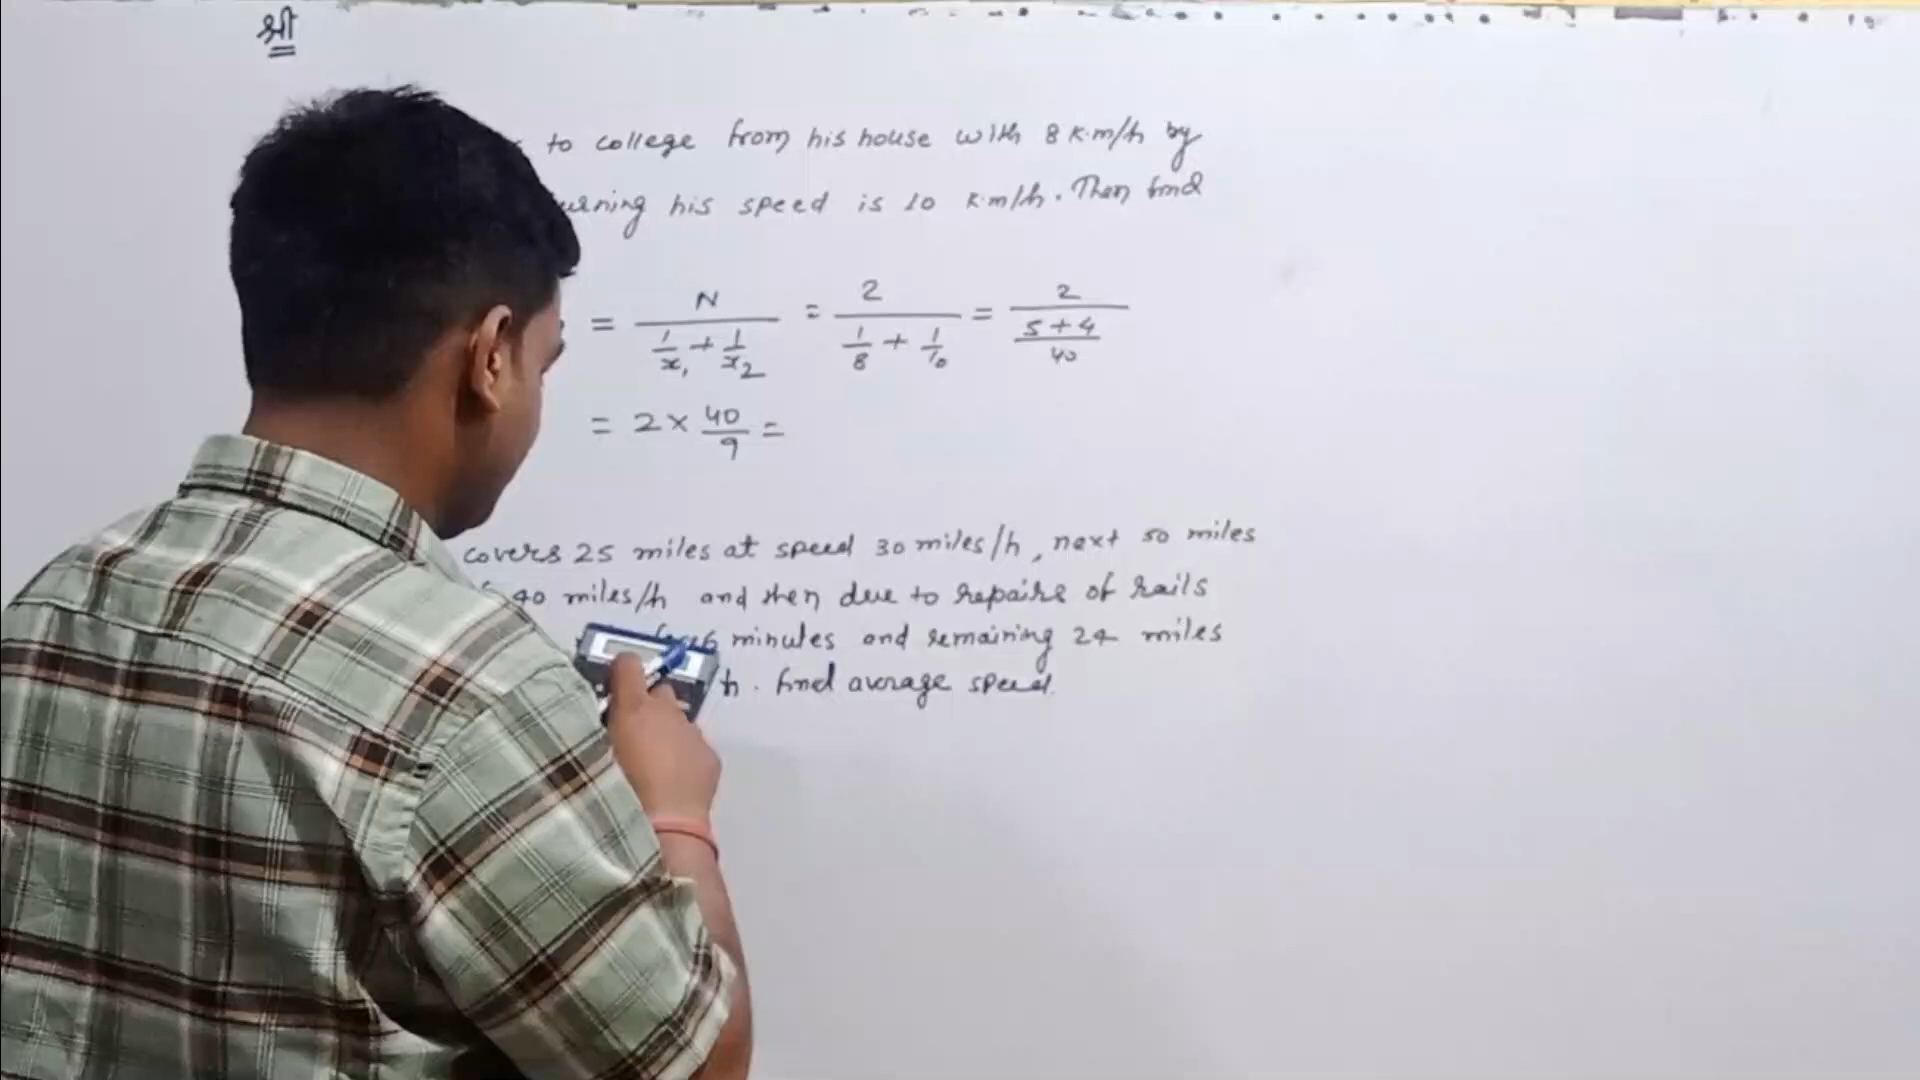 श्री
to college from his house with 8 K.m/h by
his speed is 10 K.m/h. Then find
= N / (1/x₁ + 1/x₂) = 2 / (1/8 + 1/10) = 2 / ((5+4)/40)
= 2 × 40/9 =
covers 25 miles at speed 30 miles/h, next 50 miles
40 miles/h and then due to repairs of rails
6 minutes and remaining 24 miles
h. find average speed.